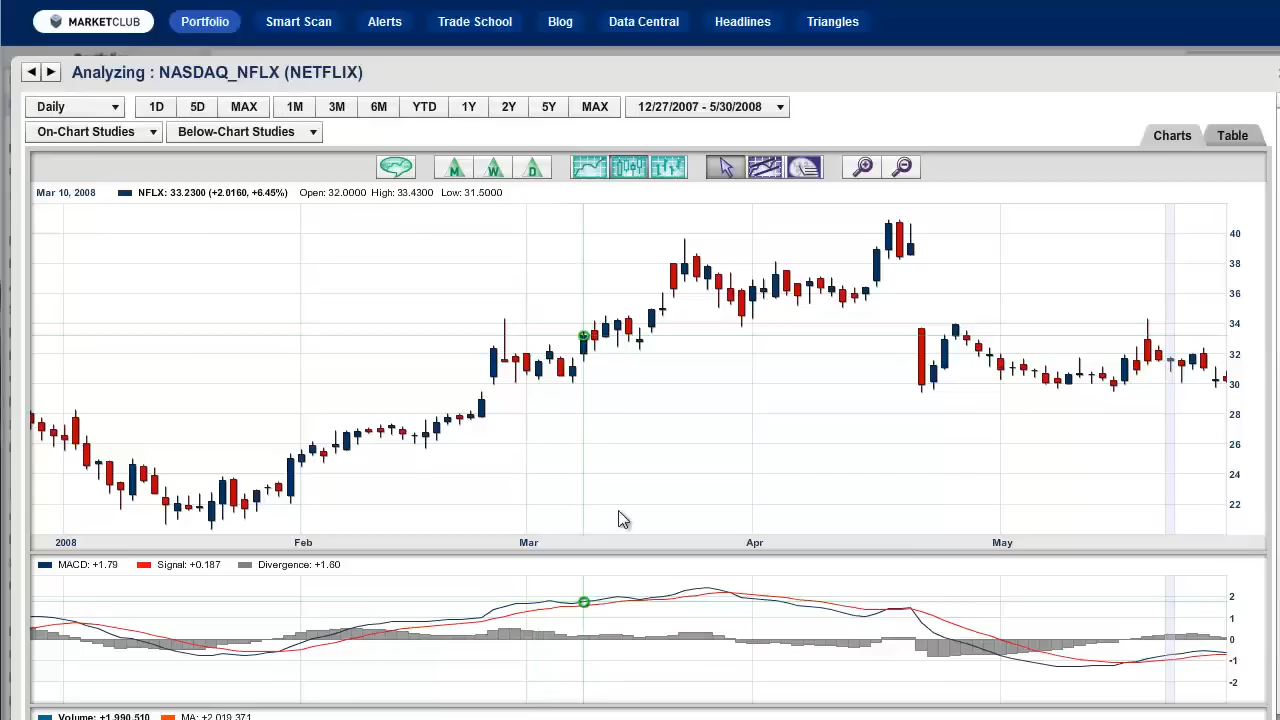 MARKETCLUB Portfolio Smart Scan Alerts Trade School Blog Data Central Headlines Triangles
Analyzing : NASDAQ_NFLX (NETFLIX)
Daily 1D 5D MAX 1M 3M 6M YTD 1Y 2Y 5Y MAX 12/27/2007 - 5/30/2008
On-Chart Studies Below-Chart Studies Charts Table
M W D
Mar 10, 2008 NFLX: 33.2300 (+2.0160, +6.45%) Open: 32.0000 High: 33.4300 Low: 31.5000
40
38
36
34
32
30
28
26
24
22
2008 Feb Mar Apr May
MACD: +1.79 Signal: +0.187 Divergence: +1.60
2
1
0
-1
-2
Volume: +1,990,510 MA: +2,019,371